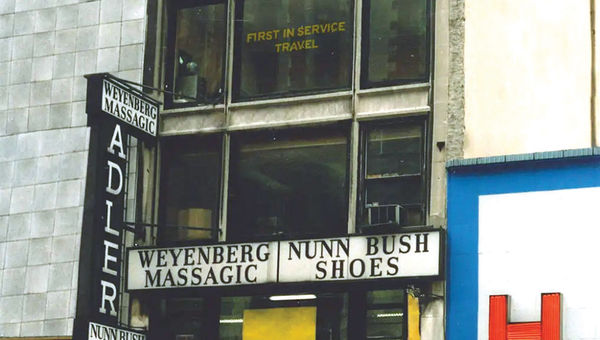 FIRST IN SERVICE
TRAVEL
WEYENBERG
MASSAGIC
ADLER
NUNN BUSH
WEYENBERG
MASSAGIC
NUNN BUSH
SHOES
H